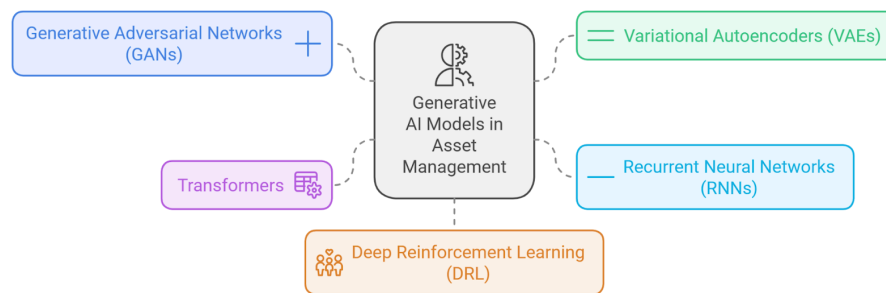 Generative Adversarial Networks
(GANs)
Variational Autoencoders (VAEs)
Generative
AI Models in
Asset
Management
Transformers
Recurrent Neural Networks
(RNNs)
Deep Reinforcement Learning
(DRL)